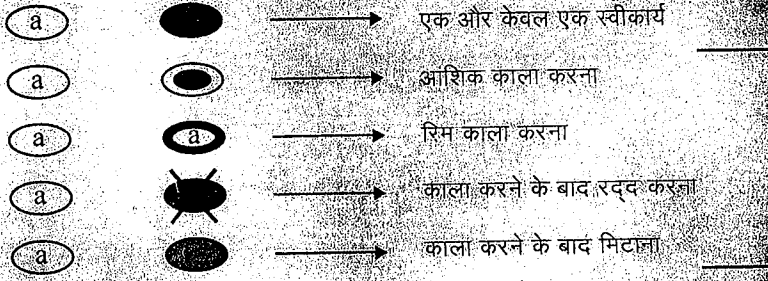 a एक और केवल एक स्वीकार्य
a आंशिक काला करना
a a रिम काला करना
a काला करने के बाद रद्द करना
a काला करने के बाद मिटाना